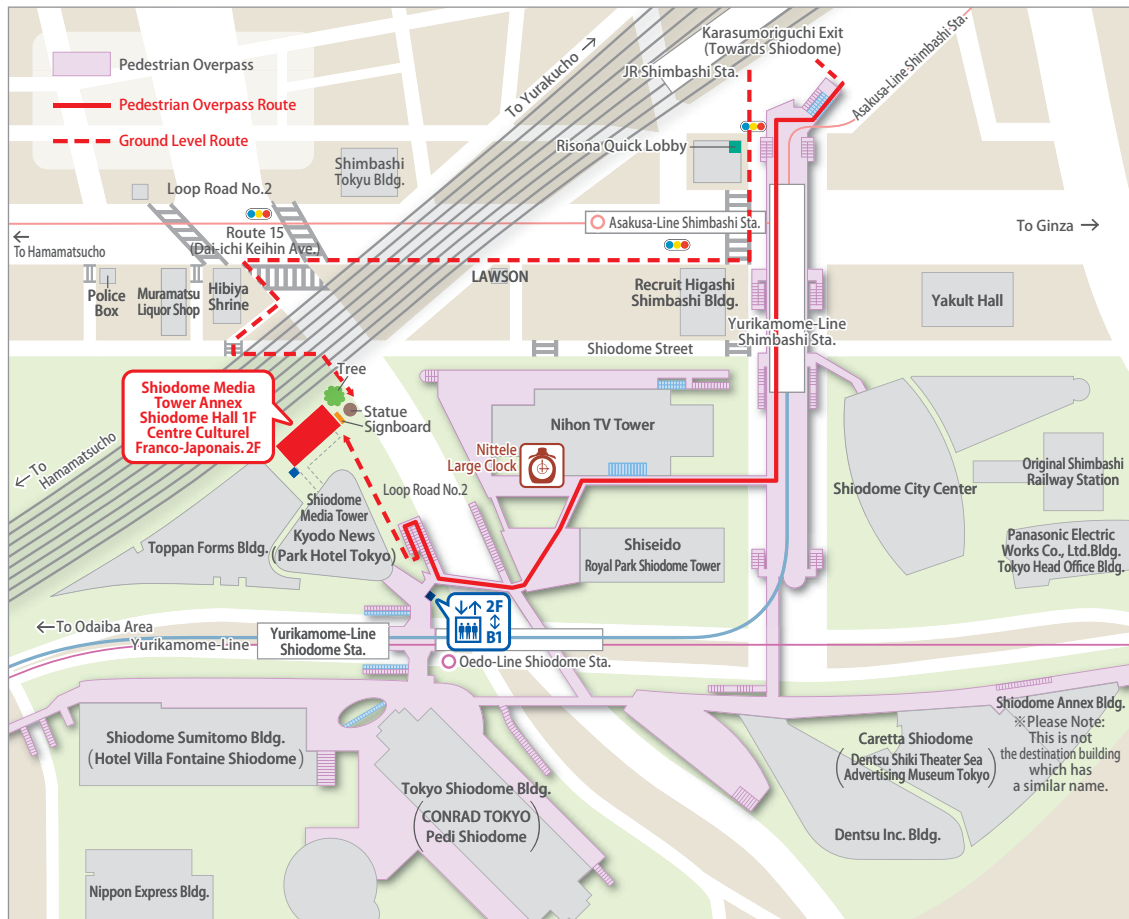 Pedestrian Overpass
Pedestrian Overpass Route
Ground Level Route
To Yurakucho
Karasumoriguchi Exit
(Towards Shiodome)
JR Shimbashi Sta.
Asakusa-Line Shimbashi Sta.
Risona Quick Lobby
Shimbashi
Tokyu Bldg.
Loop Road No.2
Route 15
(Dai-ichi Keihin Ave.)
Asakusa-Line Shimbashi Sta.
To Ginza
To Hamamatsucho
Police
Box
Muramatsu
Liquor Shop
Hibiya
Shrine
LAWSON
Recruit Higashi
Shimbashi Bldg.
Yakult Hall
Yurikamome-Line
Shimbashi Sta.
Shiodome Street
Tree
Shiodome Media
Tower Annex
Shiodome Hall 1F
Centre Culturel
Franco-Japonais. 2F
Statue
Signboard
Nihon TV Tower
Nittele
Large Clock
To
Hamamatsucho
Loop Road No.2
Shiodome City Center
Original Shimbashi
Railway Station
Shiodome
Media Tower
Kyodo News
(Park Hotel Tokyo)
Toppan Forms Bldg.
Shiseido
Royal Park Shiodome Tower
Panasonic Electric
Works Co., Ltd.Bldg.
Tokyo Head Office Bldg.
2F
B1
To Odaiba Area
Yurikamome-Line
Yurikamome-Line
Shiodome Sta.
Oedo-Line Shiodome Sta.
Shiodome Annex Bldg.
※Please Note:
This is not
the destination building
which has
a similar name.
Shiodome Sumitomo Bldg.
(Hotel Villa Fontaine Shiodome)
Caretta Shiodome
(Dentsu Shiki Theater Sea
Advertising Museum Tokyo)
Tokyo Shiodome Bldg.
(CONRAD TOKYO
Pedi Shiodome)
Dentsu Inc. Bldg.
Nippon Express Bldg.